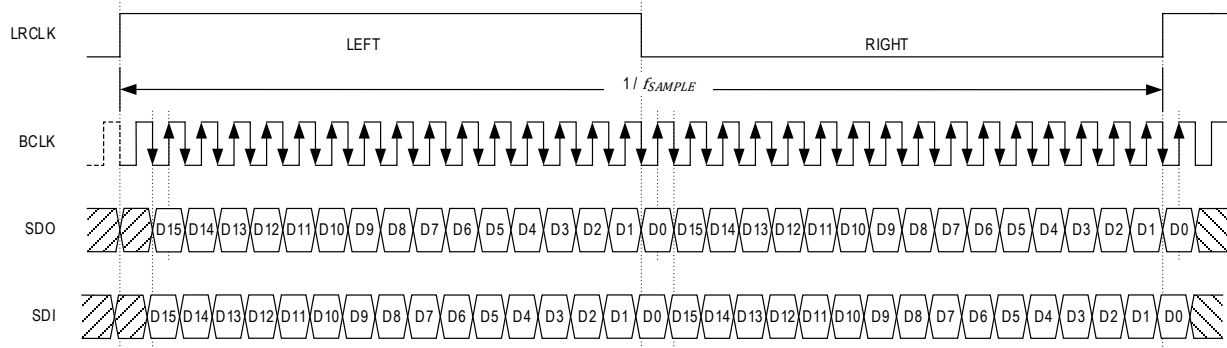 LRCLK
LEFT
RIGHT
1 / fSAMPLE
BCLK
SDO
D15 D14 D13 D12 D11 D10 D9 D8 D7 D6 D5 D4 D3 D2 D1 D0 D15 D14 D13 D12 D11 D10 D9 D8 D7 D6 D5 D4 D3 D2 D1 D0
SDI
D15 D14 D13 D12 D11 D10 D9 D8 D7 D6 D5 D4 D3 D2 D1 D0 D15 D14 D13 D12 D11 D10 D9 D8 D7 D6 D5 D4 D3 D2 D1 D0